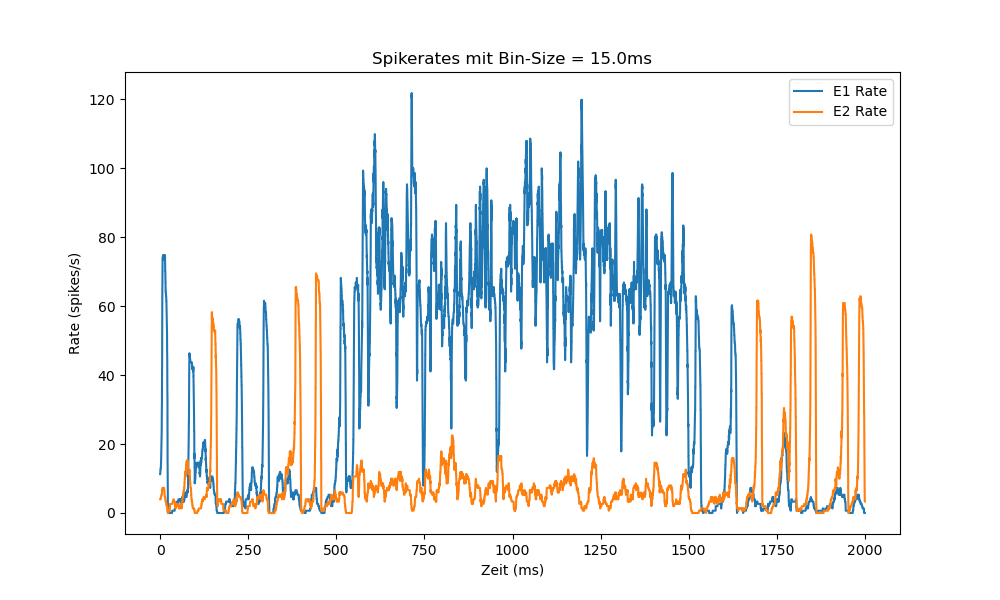 Spikerates mit Bin-Size = 15.0ms
E1 Rate
E2 Rate
120
100
80
60
40
20
0
Rate (spikes/s)
0 250 500 750 1000 1250 1500 1750 2000
Zeit (ms)